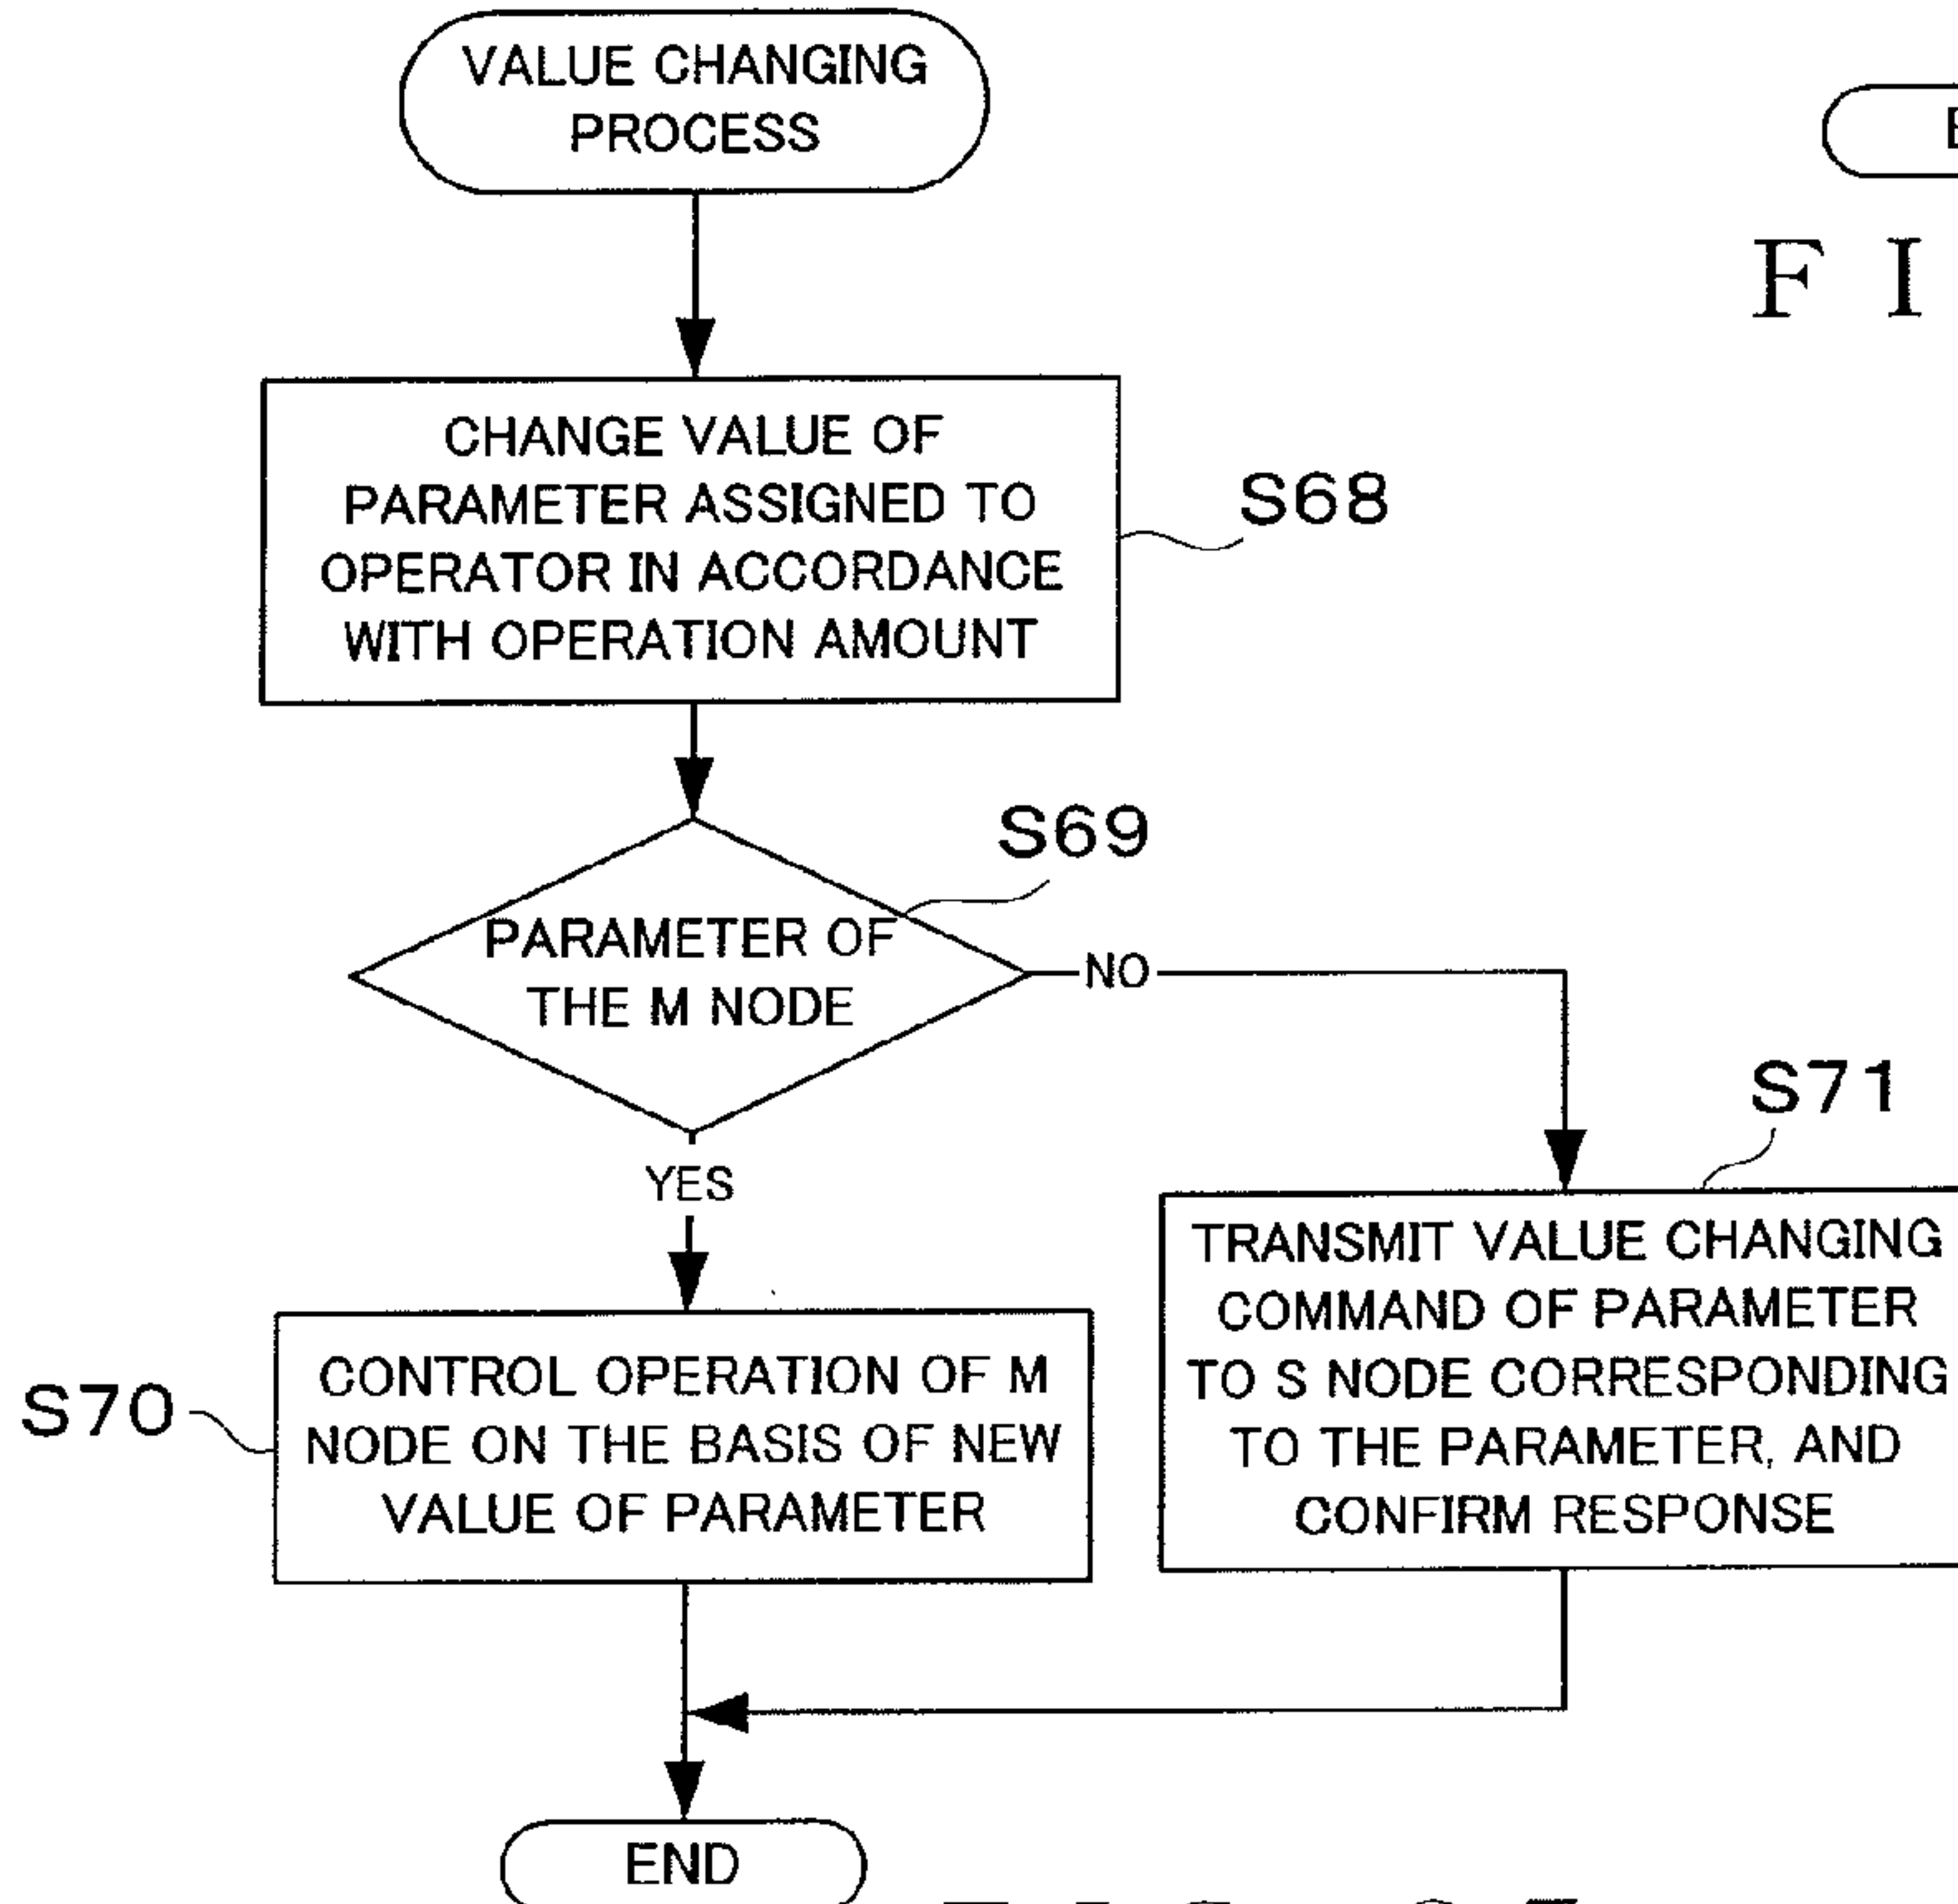 VALUE CHANGING
PROCESS
F I
CHANGE VALUE OF
PARAMETER ASSIGNED TO
OPERATOR IN ACCORDANCE
WITH OPERATION AMOUNT
S68
S69
PARAMETER OF
THE M NODE
NO
YES
S71
TRANSMIT VALUE CHANGING
COMMAND OF PARAMETER
TO S NODE CORRESPONDING
TO THE PARAMETER, AND
CONFIRM RESPONSE
S70
CONTROL OPERATION OF M
NODE ON THE BASIS OF NEW
VALUE OF PARAMETER
END